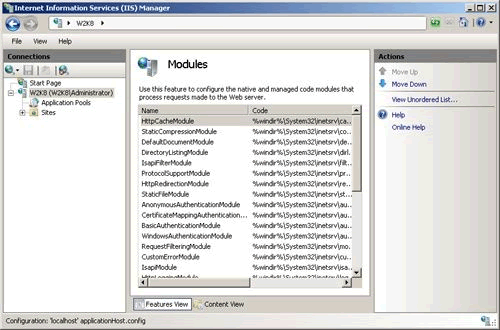 Internet Information Services (IIS) Manager
W2K8
File View Help
Connections
Start Page
W2K8 (W2K8\Administrator)
Application Pools
Sites
Modules
Use this feature to configure the native and managed code modules that
process requests made to the Web server.
Name Code
HttpCacheModule %windir%\System32\inetsrv\ca...
StaticCompressionModule %windir%\System32\inetsrv\co...
DefaultDocumentModule %windir%\System32\inetsrv\de...
DirectoryListingModule %windir%\System32\inetsrv\dirl...
IsapiFilterModule %windir%\System32\inetsrv\filt...
ProtocolSupportModule %windir%\System32\inetsrv\pr...
HttpRedirectionModule %windir%\System32\inetsrv\re...
StaticFileModule %windir%\System32\inetsrv\st...
AnonymousAuthenticationModule %windir%\System32\inetsrv\au...
CertificateMappingAuthentication... %windir%\System32\inetsrv\au...
BasicAuthenticationModule %windir%\System32\inetsrv\au...
WindowsAuthenticationModule %windir%\System32\inetsrv\au...
RequestFilteringModule %windir%\System32\inetsrv\mo...
CustomErrorModule %windir%\System32\inetsrv\cu...
IsapiModule %windir%\System32\inetsrv\isa...
HttpLoggingModule
Features View Content View
Actions
Move Up
Move Down
View Unordered List...
Help
Online Help
Configuration: 'localhost' applicationHost.config